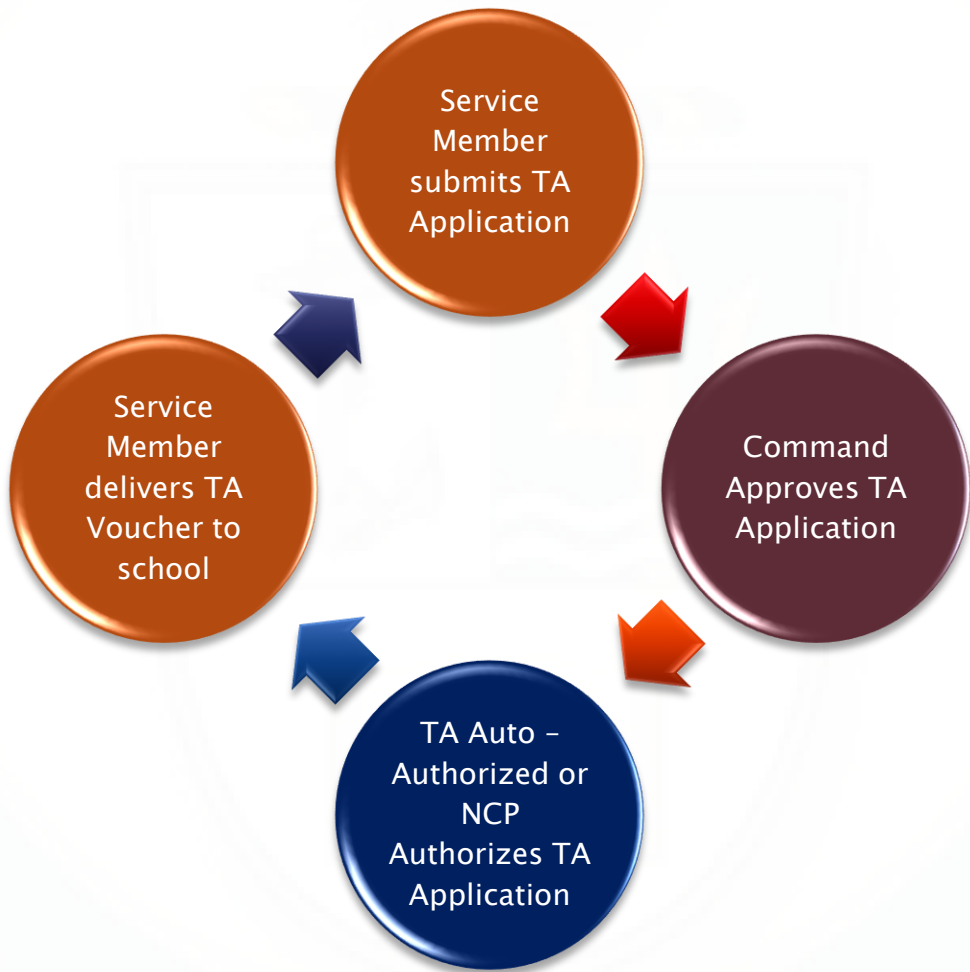 Service
Member
submits TA
Application
Command
Approves TA
Application
TA Auto –
Authorized or
NCP
Authorizes TA
Application
Service
Member
delivers TA
Voucher to
school